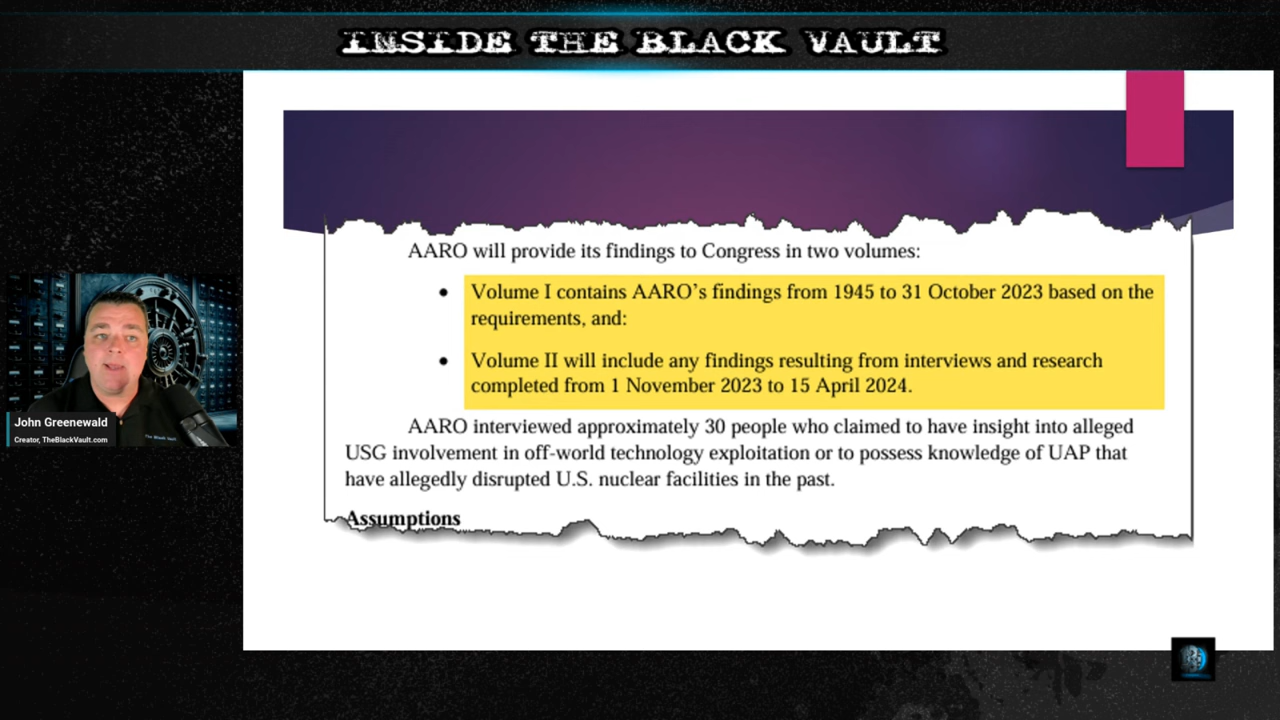 INSIDE THE BLACK VAULT
AARO will provide its findings to Congress in two volumes:
• Volume I contains AARO’s findings from 1945 to 31 October 2023 based on the
requirements, and:
• Volume II will include any findings resulting from interviews and research
completed from 1 November 2023 to 15 April 2024.
AARO interviewed approximately 30 people who claimed to have insight into alleged
USG involvement in off-world technology exploitation or to possess knowledge of UAP that
have allegedly disrupted U.S. nuclear facilities in the past.
Assumptions
John Greenewald
Creator, TheBlackVault.com
The Black Vault